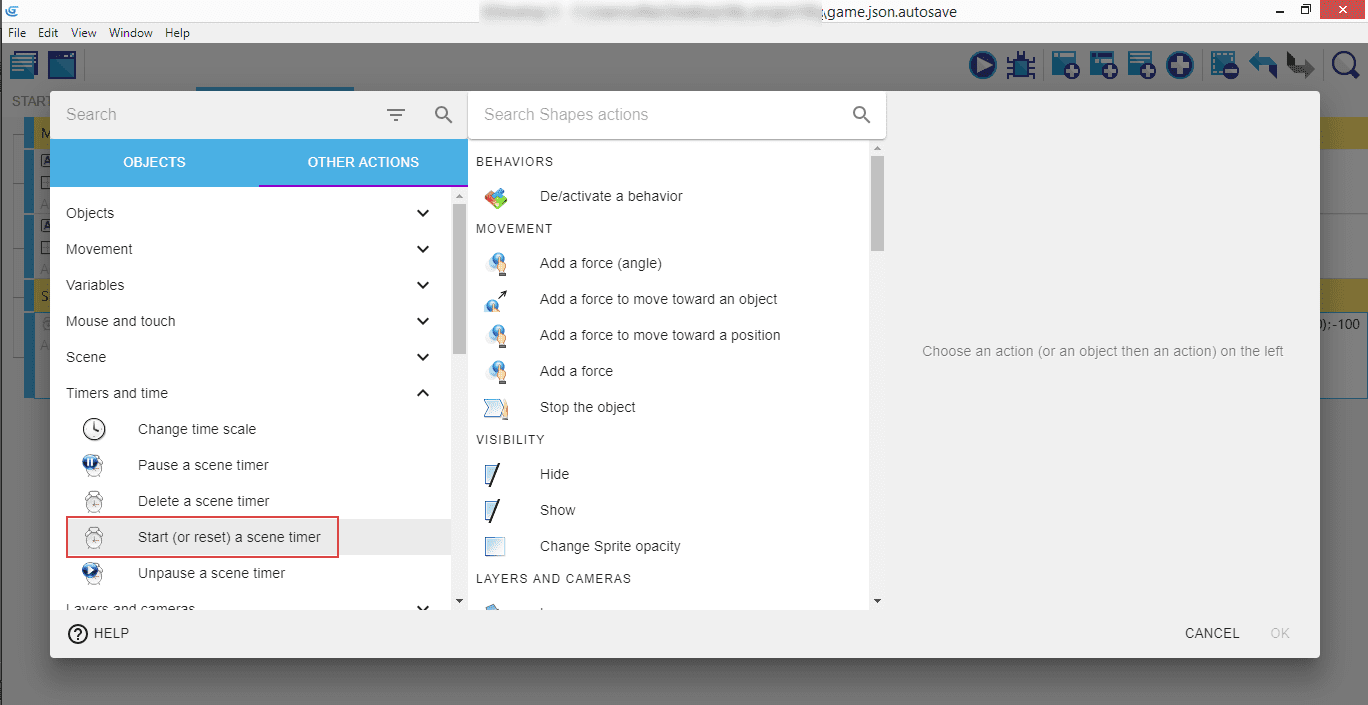 \game.json.autosave
File Edit View Window Help
START
Search
Search Shapes actions
OBJECTS
OTHER ACTIONS
Objects
Movement
Variables
Mouse and touch
Scene
Timers and time
Change time scale
Pause a scene timer
Delete a scene timer
Start (or reset) a scene timer
Unpause a scene timer
Layers and cameras
BEHAVIORS
De/activate a behavior
MOVEMENT
Add a force (angle)
Add a force to move toward an object
Add a force to move toward a position
Add a force
Stop the object
VISIBILITY
Hide
Show
Change Sprite opacity
LAYERS AND CAMERAS
Choose an action (or an object then an action) on the left
);-100
HELP
CANCEL
OK